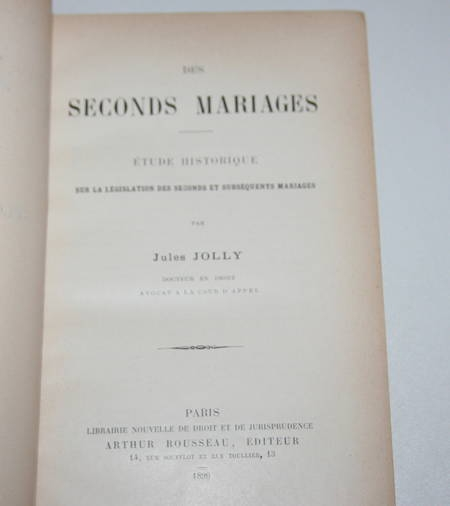 DES
SECONDS MARIAGES
ÉTUDE HISTORIQUE
SUR LA LÉGISLATION DES SECONDS ET SUBSÉQUENTS MARIAGES
PAR
Jules JOLLY
DOCTEUR EN DROIT
AVOCAT A LA COUR D'APPEL
PARIS
LIBRAIRIE NOUVELLE DE DROIT ET DE JURISPRUDENCE
ARTHUR ROUSSEAU, ÉDITEUR
14, RUE SOUFFLOT ET RUE TOULLIER, 13